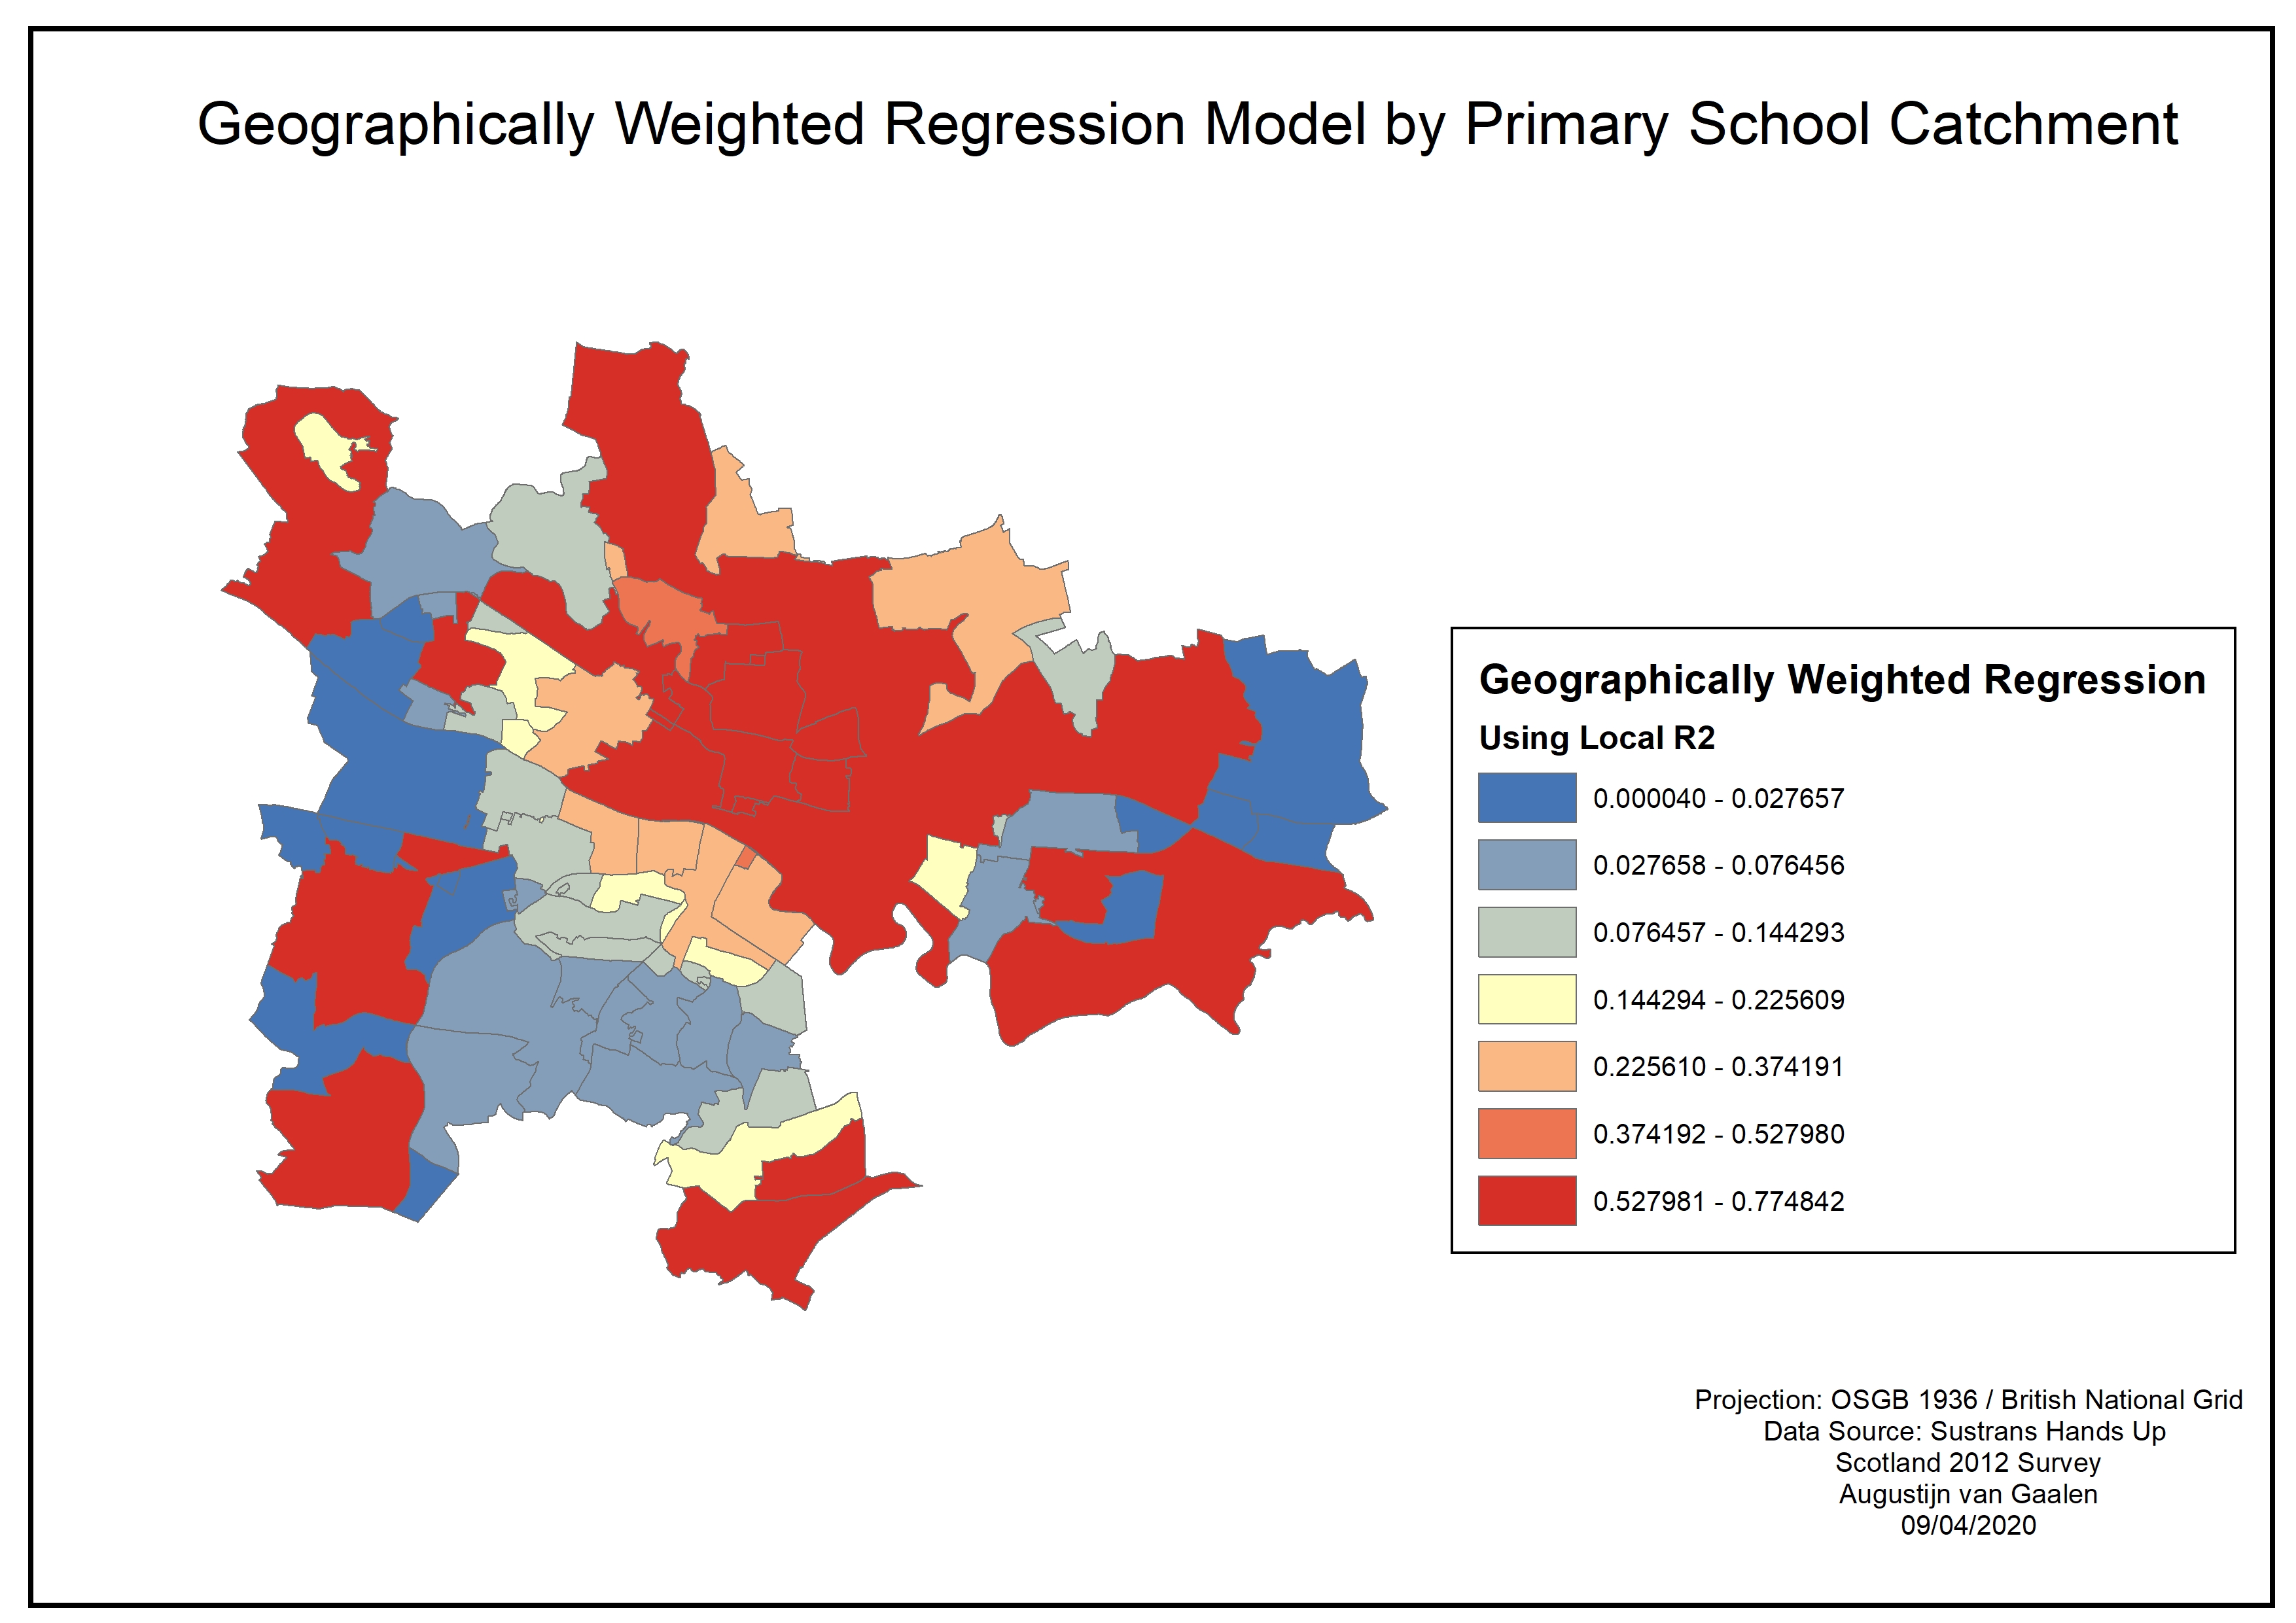 Geographically Weighted Regression Model by Primary School Catchment
Geographically Weighted Regression
Using Local R2
0.000040 - 0.027657
0.027658 - 0.076456
0.076457 - 0.144293
0.144294 - 0.225609
0.225610 - 0.374191
0.374192 - 0.527980
0.527981 - 0.774842
Projection: OSGB 1936 / British National Grid
Data Source: Sustrans Hands Up
Scotland 2012 Survey
Augustijn van Gaalen
09/04/2020